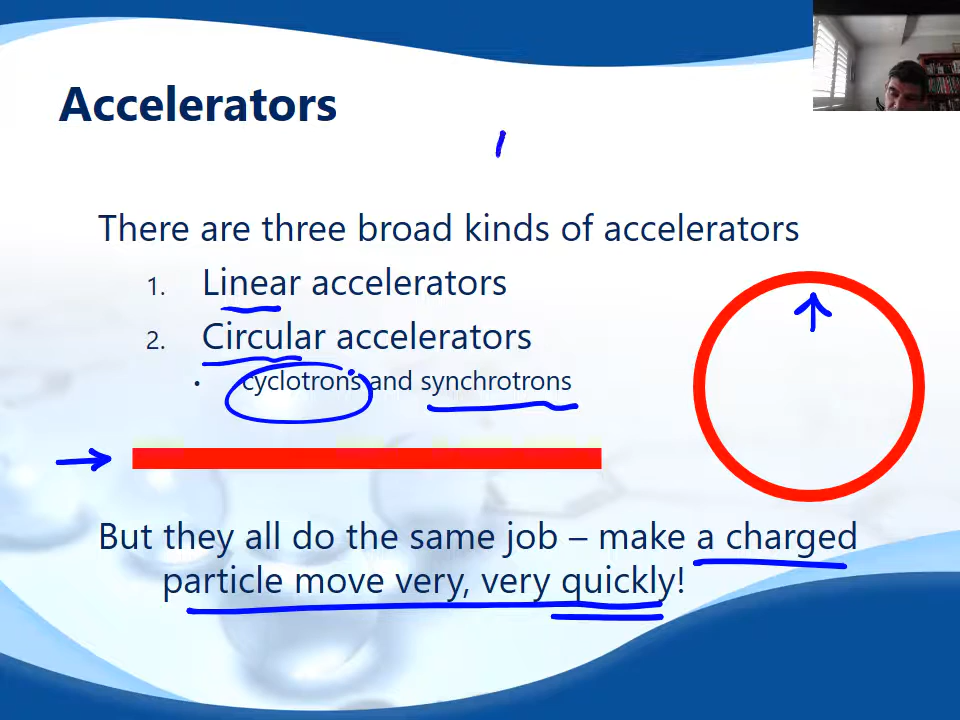 Accelerators
There are three broad kinds of accelerators
1. Linear accelerators
2. Circular accelerators
• cyclotrons and synchrotrons
But they all do the same job – make a charged
particle move very, very quickly!